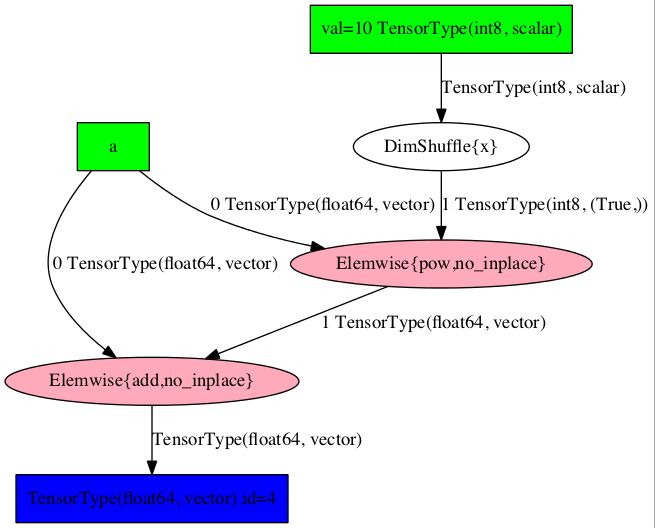 val=10 TensorType(int8, scalar)
TensorType(int8, scalar)
a
DimShuffle{x}
0 TensorType(float64, vector)
1 TensorType(int8, (True,))
0 TensorType(float64, vector)
Elemwise{pow,no_inplace}
1 TensorType(float64, vector)
Elemwise{add,no_inplace}
TensorType(float64, vector)
TensorType(float64, vector) id=4